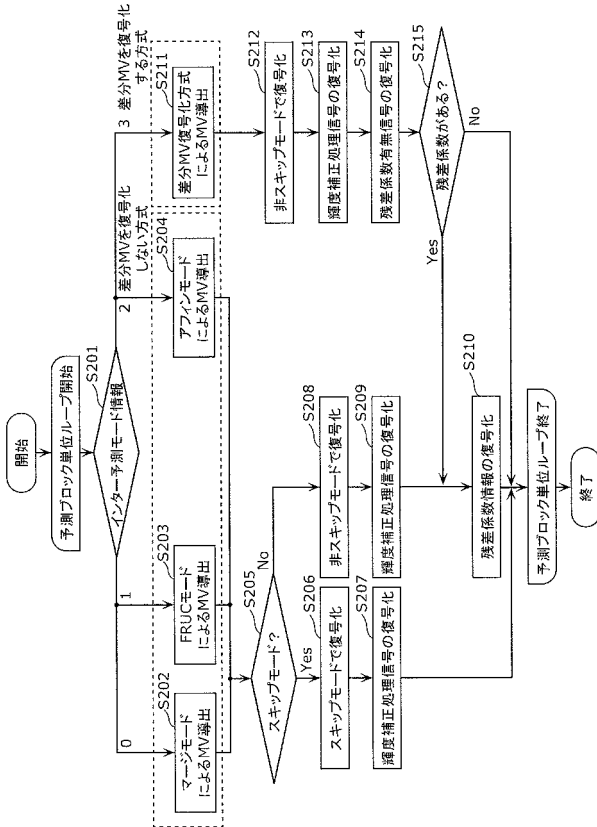 開始
予測ブロック単位ループ開始
S201
インター予測モード情報
0
1
2
3
差分MVを復号化
しない方式
差分MVを復号化
する方式
S202
マージモード
によるMV導出
S203
FRUCモード
によるMV導出
S204
アフィンモード
によるMV導出
S211
差分MV復号化方式
によるMV導出
S205
スキップモード?
Yes
No
S206
スキップモードで復号化
S207
輝度補正処理信号の復号化
S208
非スキップモードで復号化
S209
輝度補正処理信号の復号化
S212
非スキップモードで復号化
S213
輝度補正処理信号の復号化
S214
残差係数有無信号の復号化
S215
残差係数がある?
Yes
No
S210
残差係数情報の復号化
予測ブロック単位ループ終了
終了